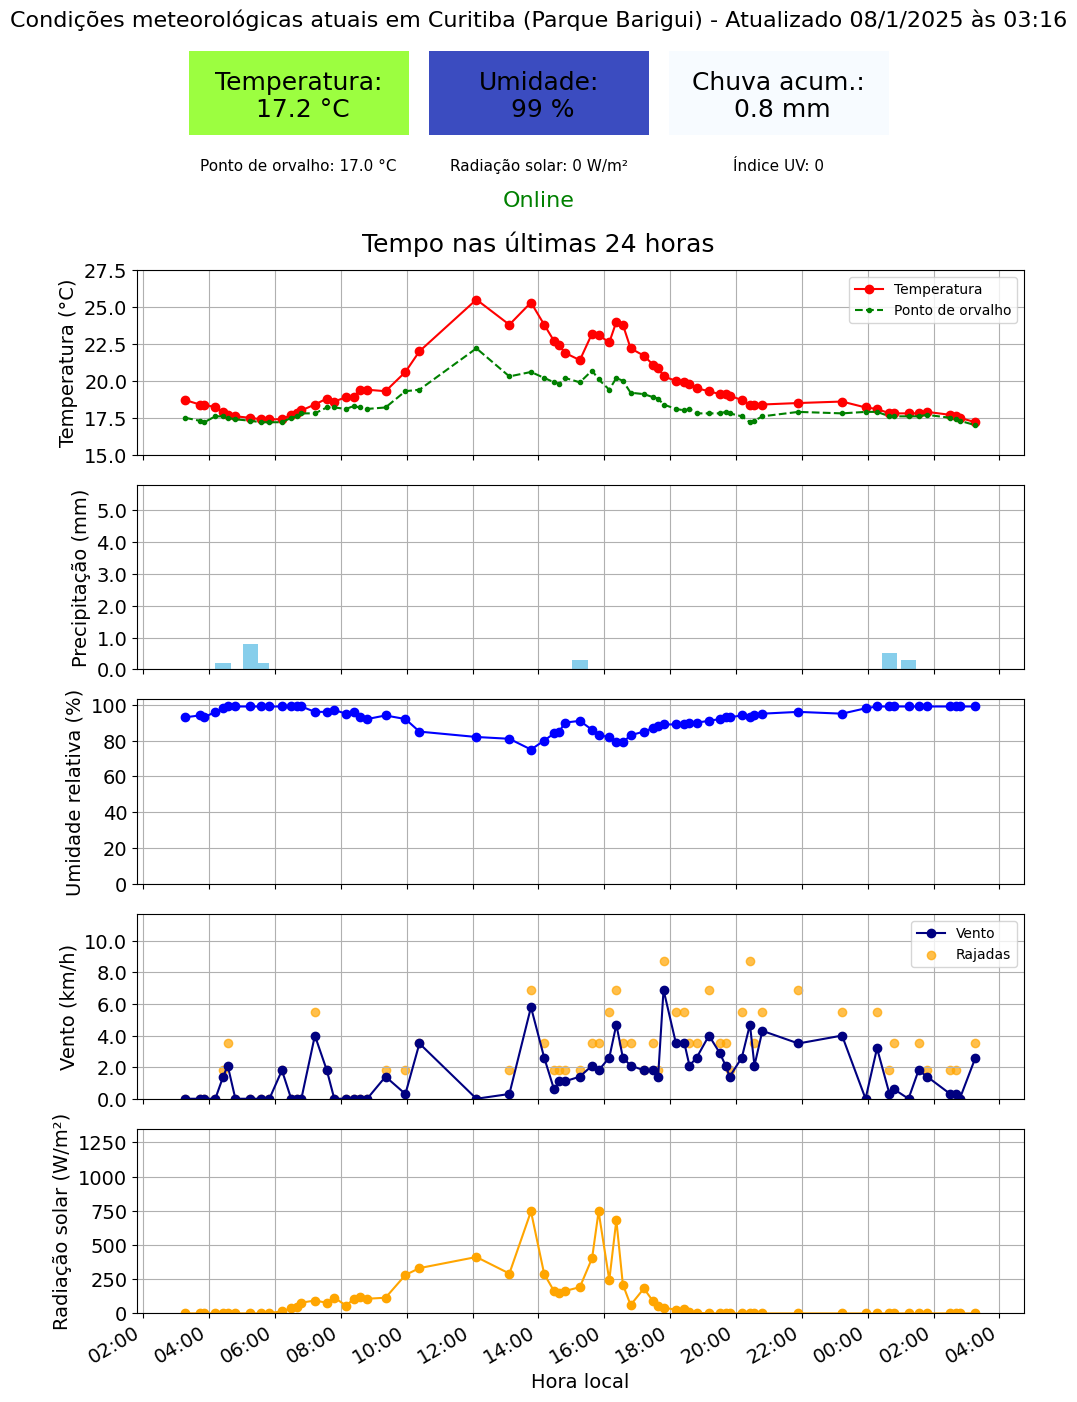 Condições meteorológicas atuais em Curitiba (Parque Barigui) - Atualizado 08/1/2025 às 03:16
Temperatura:
17.2 °C
Umidade:
99 %
Chuva acum.:
0.8 mm
Ponto de orvalho: 17.0 °C
Radiação solar: 0 W/m²
Índice UV: 0
Online
Tempo nas últimas 24 horas
Temperatura (°C)
27.5
25.0
22.5
20.0
17.5
15.0
Temperatura
Ponto de orvalho
Precipitação (mm)
5.0
4.0
3.0
2.0
1.0
0.0
Umidade relativa (%)
100
80
60
40
20
0
Vento (km/h)
10.0
8.0
6.0
4.0
2.0
0.0
Vento
Rajadas
Radiação solar (W/m²)
1250
1000
750
500
250
0
02:00
04:00
06:00
08:00
10:00
12:00
14:00
16:00
18:00
20:00
22:00
00:00
02:00
04:00
Hora local